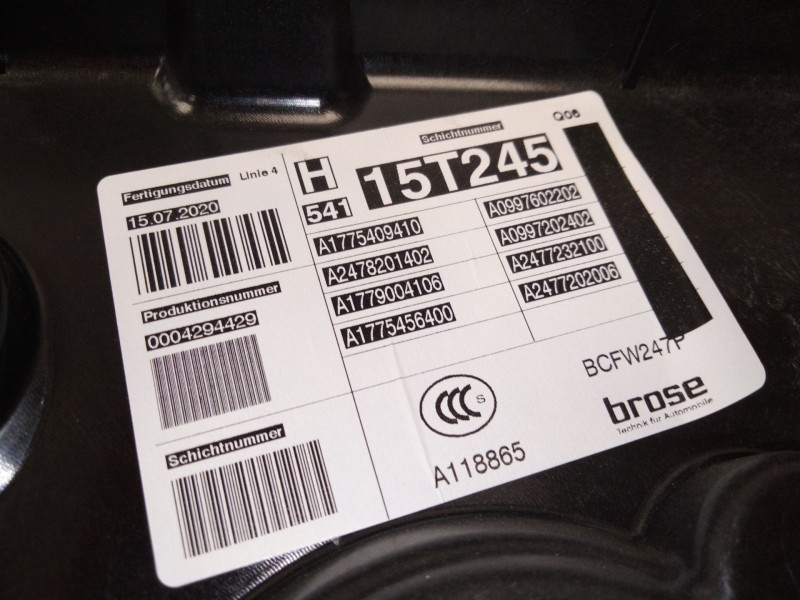 Fertigungsdatum Linie 4
15.07.2020
Produktionsnummer
0004294429
Schichtnummer
H
541
Schichtnummer
15T245
Q06
A1775409410
A2478201402
A1779004106
A1775456400
A0997602202
A0997202402
A2477232100
A2477202006
CCC S
A118865
BCFW247P
brose
Technik für Automobile